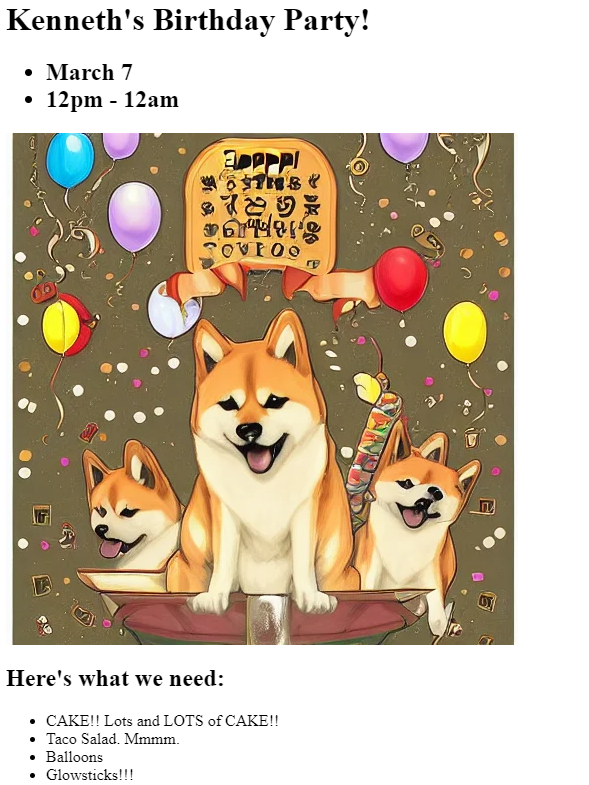 Kenneth's Birthday Party!
March 7
12pm - 12am
Here's what we need:
CAKE!! Lots and LOTS of CAKE!!
Taco Salad. Mmmm.
Balloons
Glowsticks!!!